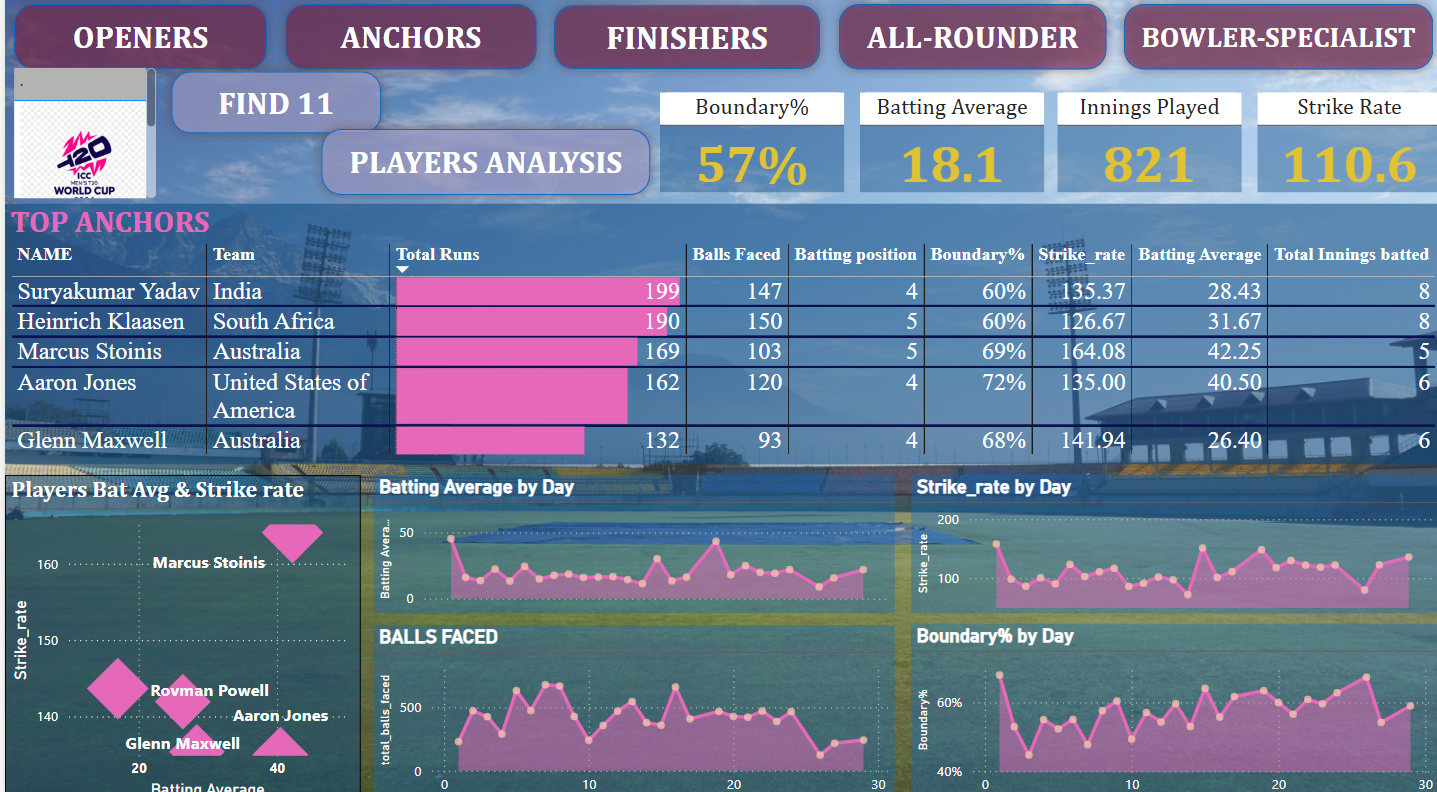 OPENERS
ANCHORS
FINISHERS
ALL-ROUNDER
BOWLER-SPECIALIST
.
FIND 11
PLAYERS ANALYSIS
T20
ICC
MEN'S T20
WORLD CUP
Boundary%
57%
Batting Average
18.1
Innings Played
821
Strike Rate
110.6
TOP ANCHORS
NAME Team Total Runs Balls Faced Batting position Boundary% Strike_rate Batting Average Total Innings batted
Suryakumar Yadav India 199 147 4 60% 135.37 28.43 8
Heinrich Klaasen South Africa 190 150 5 60% 126.67 31.67 8
Marcus Stoinis Australia 169 103 5 69% 164.08 42.25 5
Aaron Jones United States of 162 120 4 72% 135.00 40.50 6
America
Glenn Maxwell Australia 132 93 4 68% 141.94 26.40 6
Players Bat Avg & Strike rate
Strike_rate
160
150
140
Marcus Stoinis
Rovman Powell
Aaron Jones
Glenn Maxwell
20 40
Batting Average
Batting Average by Day
Batting Avera...
50
0
Strike_rate by Day
Strike_rate
200
100
BALLS FACED
total_balls_faced
500
0
0 10 20 30
Boundary% by Day
Boundary%
60%
40%
0 10 20 30